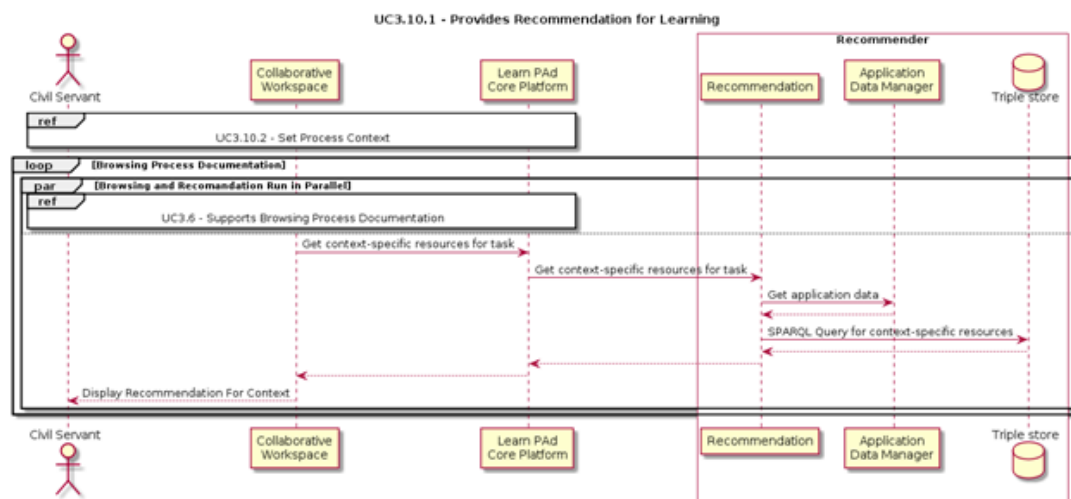 UC3.10.1 - Provides Recommendation for Learning
Recommender
Civil Servant
Collaborative
Workspace
Learn PAd
Core Platform
Recommendation
Application
Data Manager
Triple store
ref
UC3.10.2 - Set Process Context
loop [Browsing Process Documentation]
par [Browsing and Recomandation Run in Parallel]
ref
UC3.6 - Supports Browsing Process Documentation
Get context-specific resources for task
Get context-specific resources for task
Get application data
SPARQL Query for context-specific resources
Display Recommendation For Context
Civil Servant
Collaborative
Workspace
Learn PAd
Core Platform
Recommendation
Application
Data Manager
Triple store